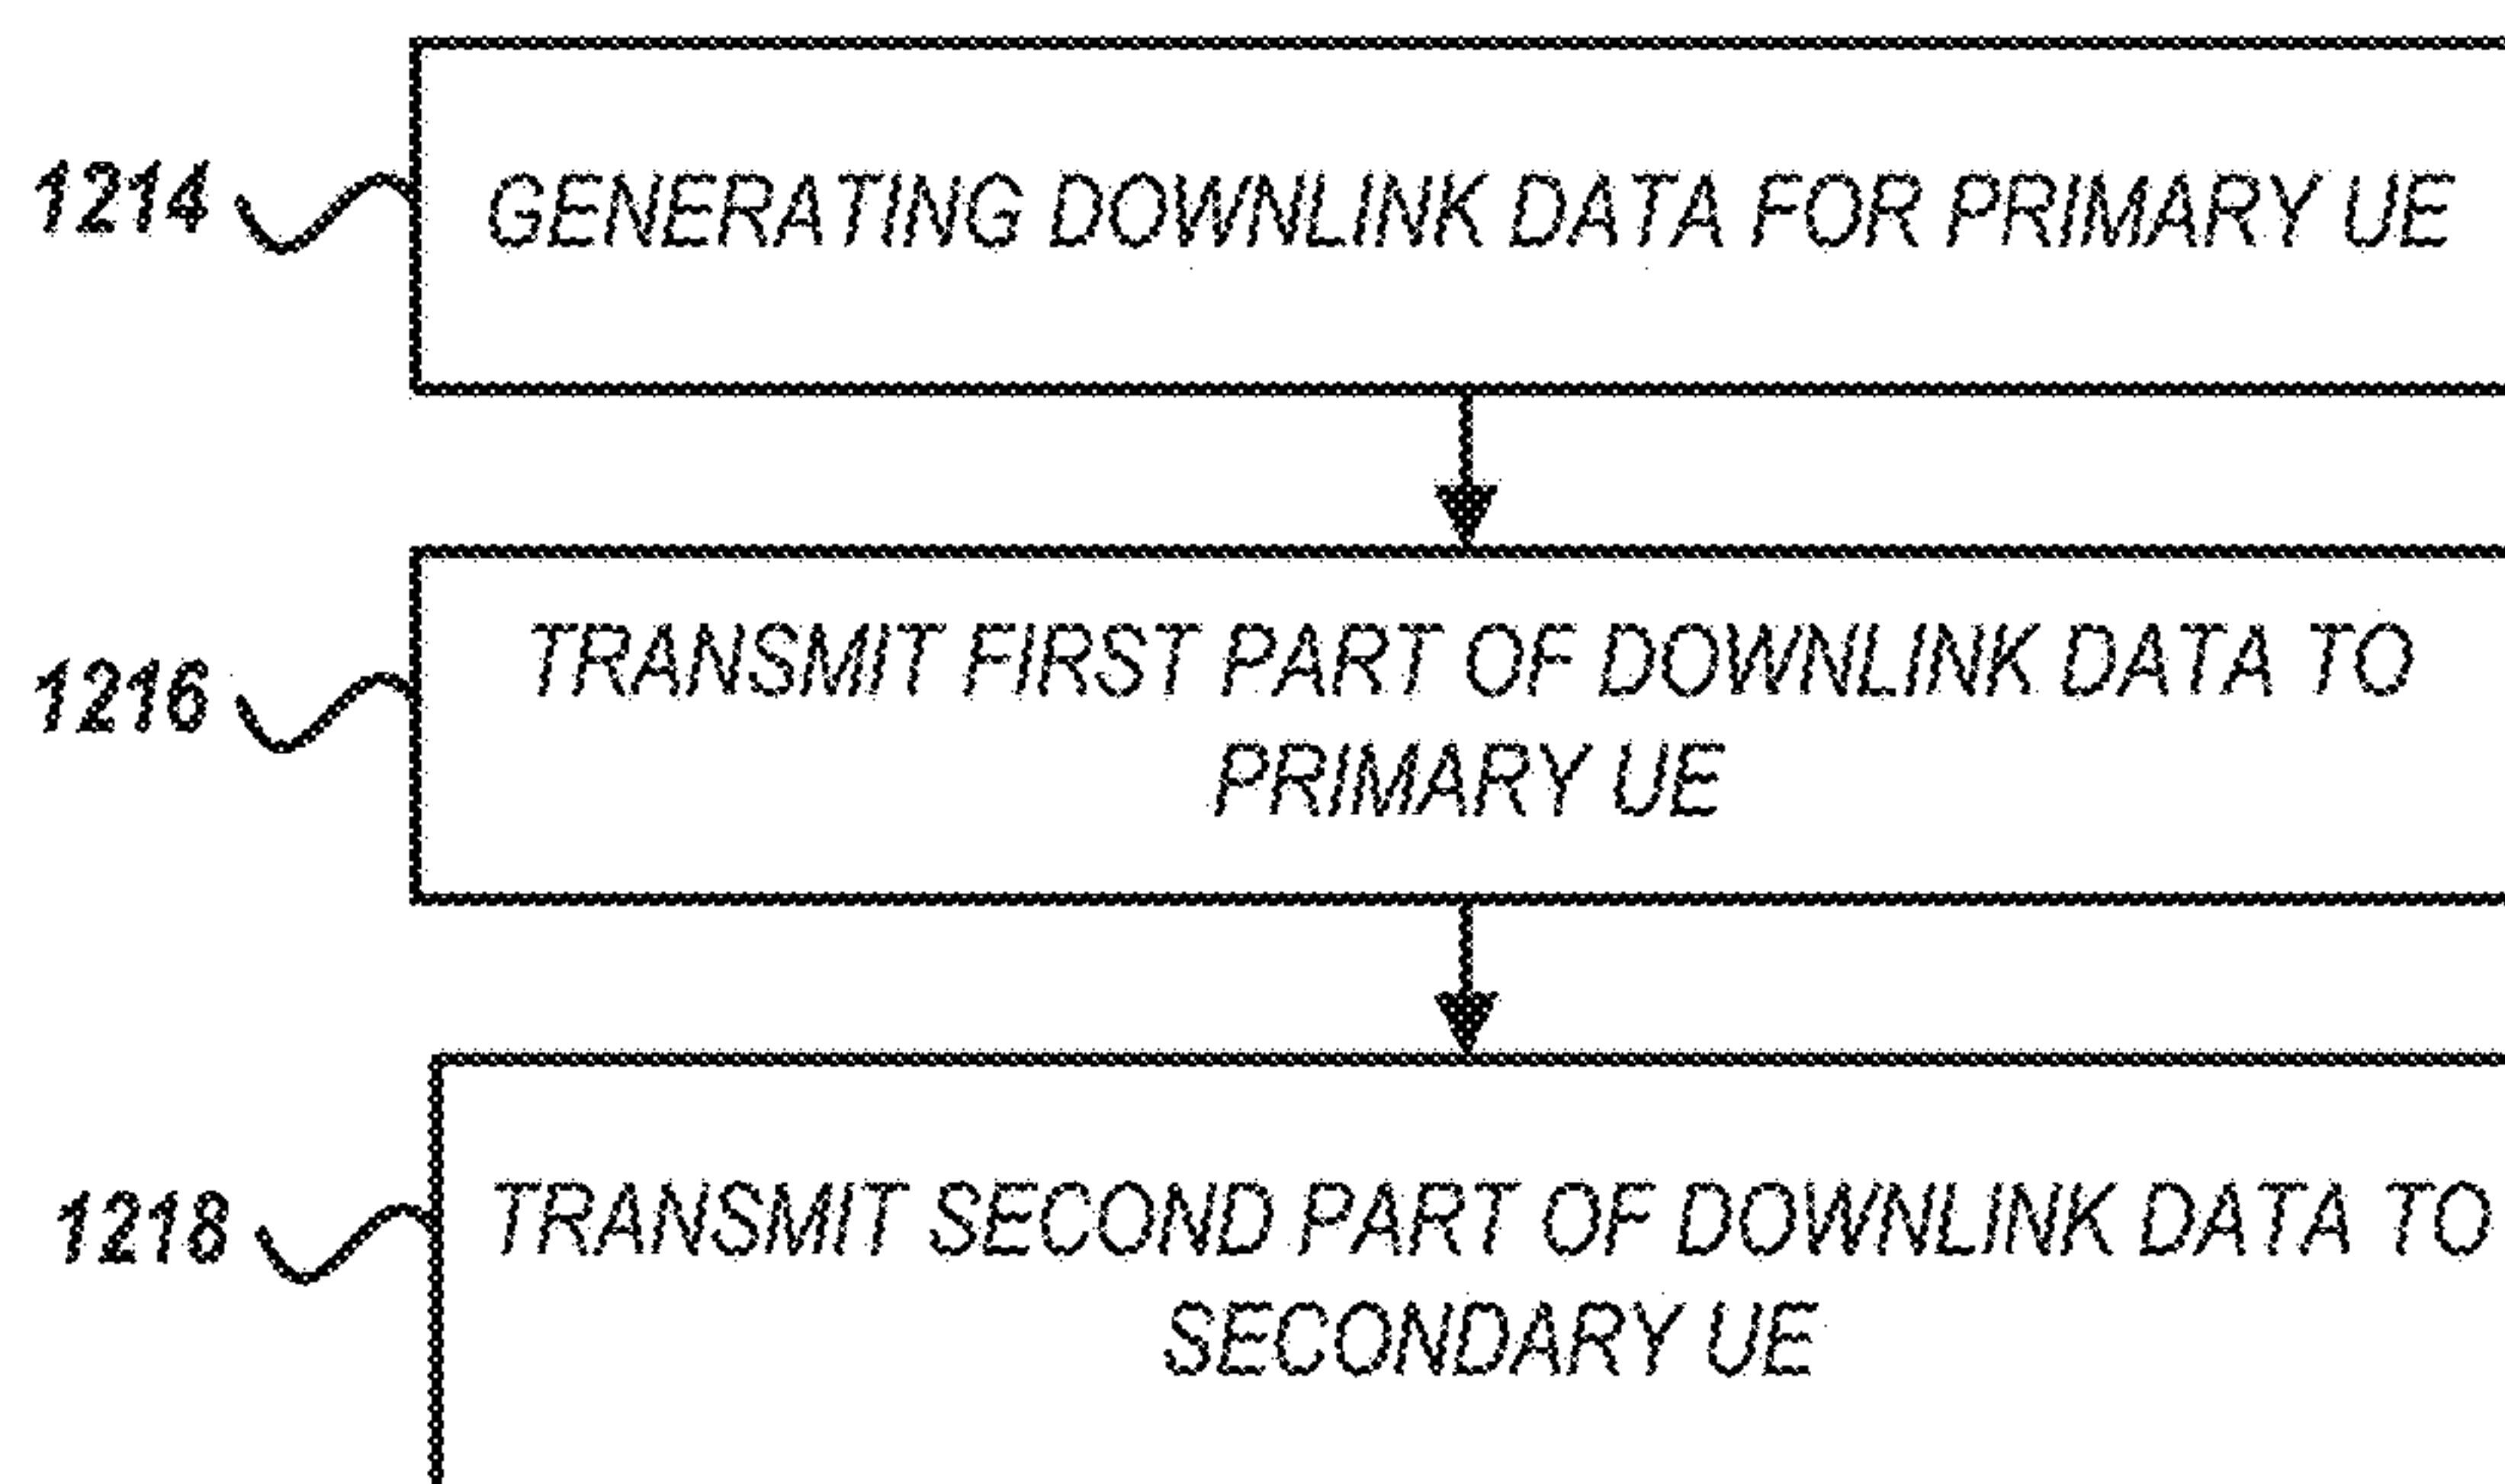 1214
GENERATING DOWNLINK DATA FOR PRIMARY UE
1216
TRANSMIT FIRST PART OF DOWNLINK DATA TO
PRIMARY UE
1218
TRANSMIT SECOND PART OF DOWNLINK DATA TO
SECONDARY UE